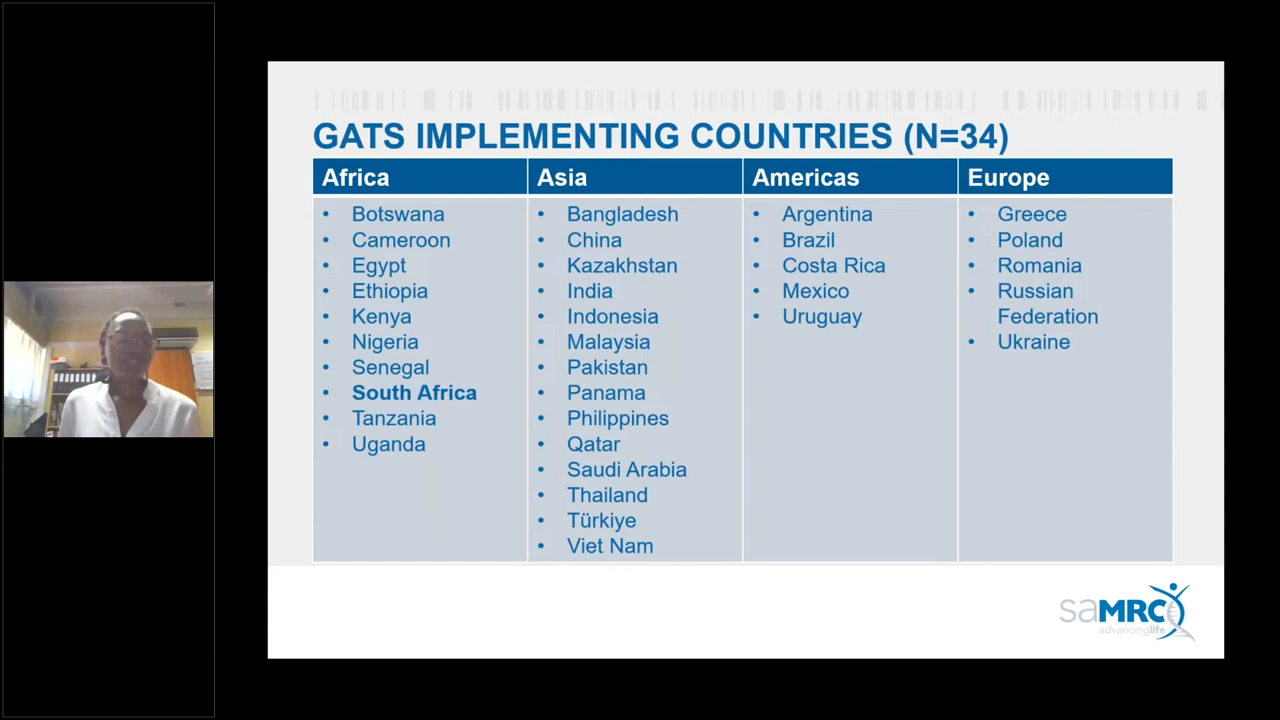 GATS IMPLEMENTING COUNTRIES (N=34)
Africa
• Botswana
• Cameroon
• Egypt
• Ethiopia
• Kenya
• Nigeria
• Senegal
• South Africa
• Tanzania
• Uganda
Asia
• Bangladesh
• China
• Kazakhstan
• India
• Indonesia
• Malaysia
• Pakistan
• Panama
• Philippines
• Qatar
• Saudi Arabia
• Thailand
• Türkiye
• Viet Nam
Americas
• Argentina
• Brazil
• Costa Rica
• Mexico
• Uruguay
Europe
• Greece
• Poland
• Romania
• Russian
Federation
• Ukraine
saMRC
advancinglife